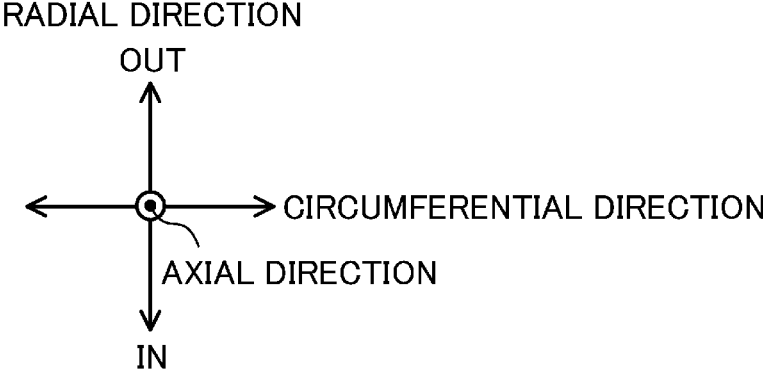 RADIAL DIRECTION
OUT
CIRCUMFERENTIAL DIRECTION
AXIAL DIRECTION
IN